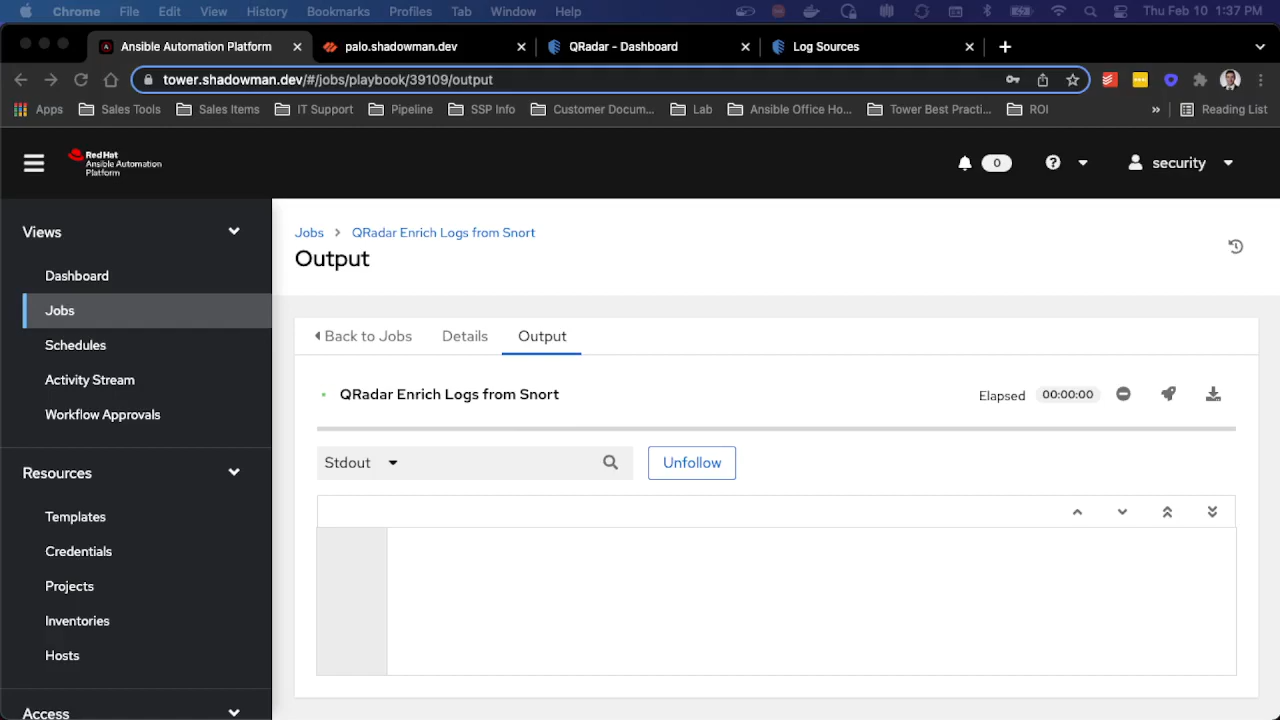 Chrome File Edit View History Bookmarks Profiles Tab Window Help Thu Feb 10 1:37 PM
Ansible Automation Platform palo.shadowman.dev QRadar - Dashboard Log Sources
tower.shadowman.dev/#/jobs/playbook/39109/output
Apps Sales Tools Sales Items IT Support Pipeline SSP Info Customer Docum... Lab Ansible Office Ho... Tower Best Practi... ROI » Reading List
Red Hat
Ansible Automation
Platform
0 security
Views
Dashboard
Jobs
Schedules
Activity Stream
Workflow Approvals
Resources
Templates
Credentials
Projects
Inventories
Hosts
Access
Jobs > QRadar Enrich Logs from Snort
Output
Back to Jobs Details Output
QRadar Enrich Logs from Snort Elapsed 00:00:00
Stdout Unfollow